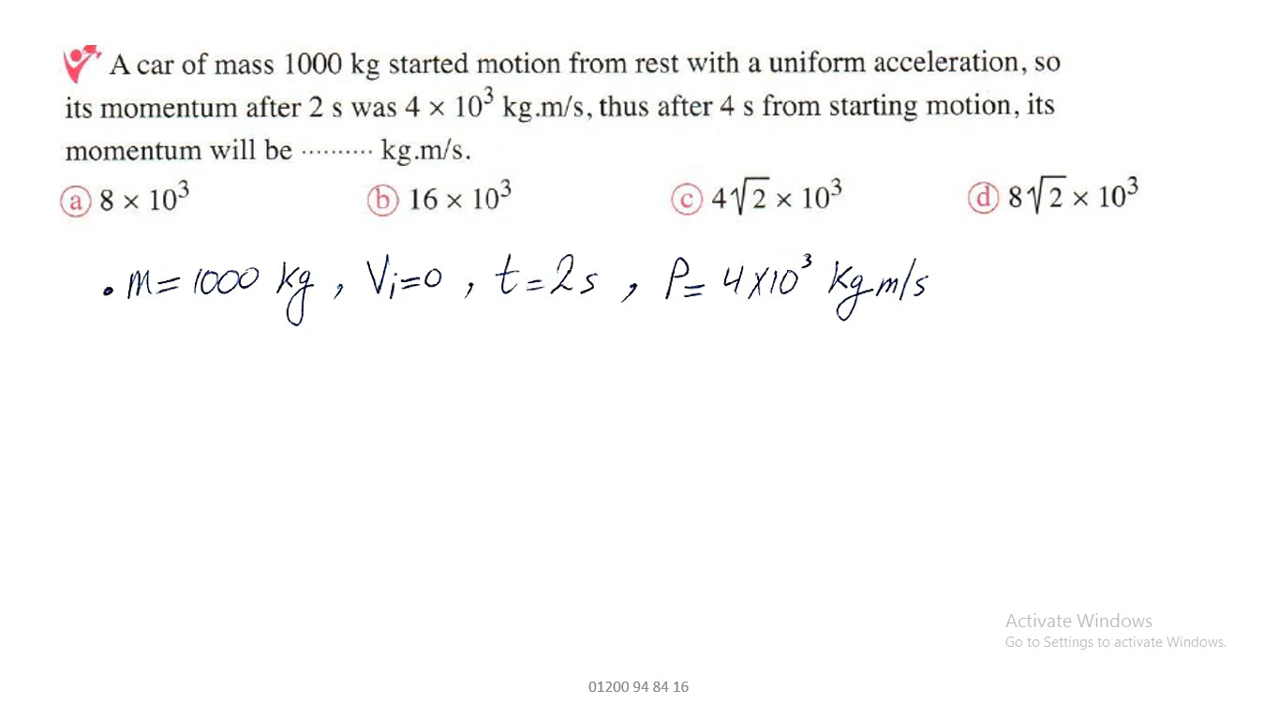 A car of mass 1000 kg started motion from rest with a uniform acceleration, so
its momentum after 2 s was 4 × 10³ kg.m/s, thus after 4 s from starting motion, its
momentum will be ·········· kg.m/s.
ⓐ 8 × 10³ ⓑ 16 × 10³ ⓒ 4√2 × 10³ ⓓ 8√2 × 10³
• m = 1000 kg , Vi=0 , t=2s , P= 4×10³ kg m/s
Activate Windows
Go to Settings to activate Windows.
01200 94 84 16